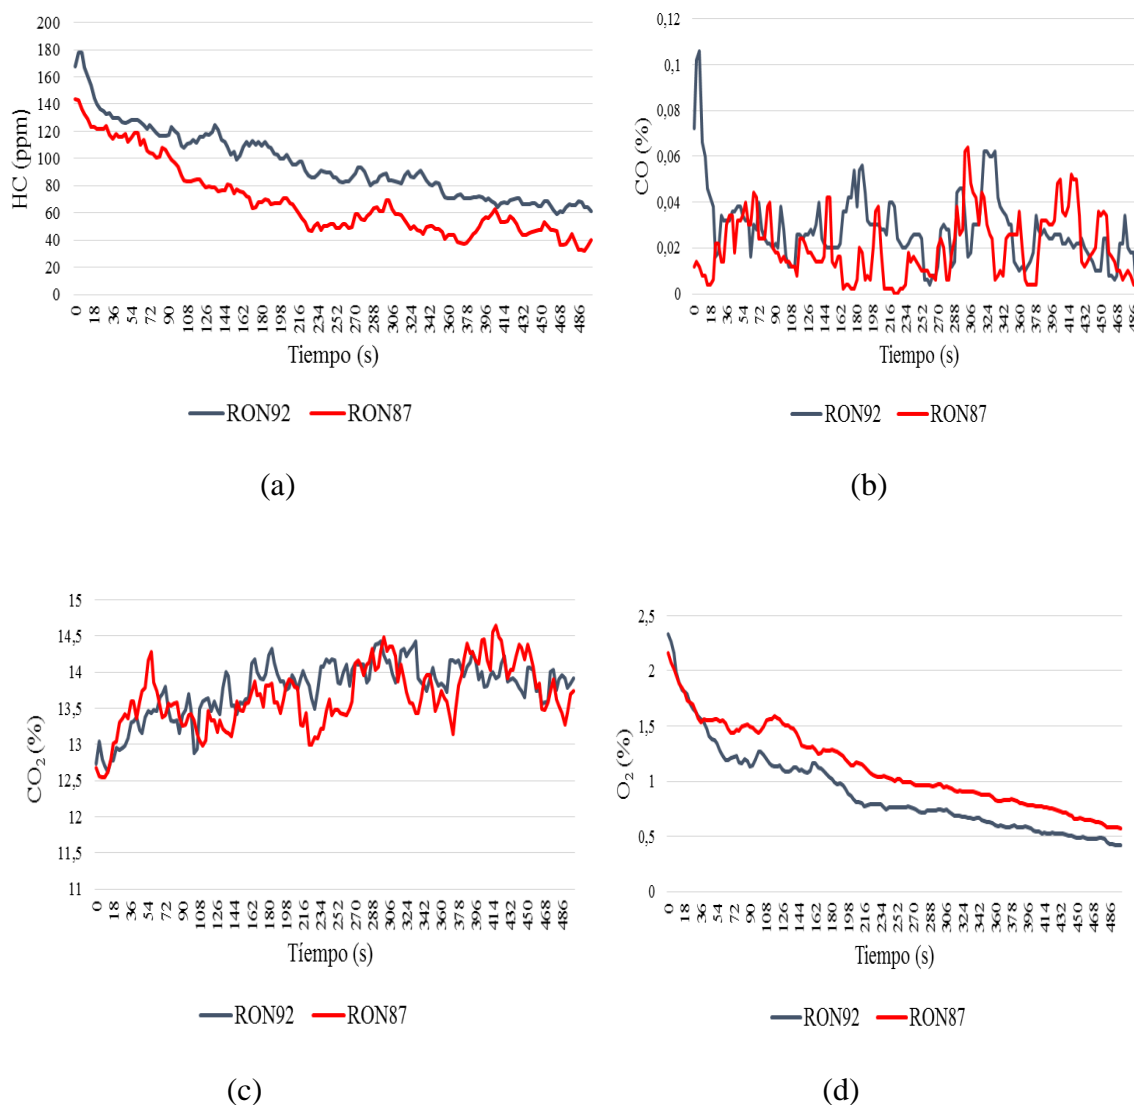 HC (ppm)
200
180
160
140
120
100
80
60
40
20
0
0 18 36 54 72 90 108 126 144 162 180 198 216 234 252 270 288 306 324 342 360 378 396 414 432 450 468 486
Tiempo (s)
RON92 RON87
(a)
CO (%)
0,12
0,1
0,08
0,06
0,04
0,02
0
0 18 36 54 72 90 108 126 144 162 180 198 216 234 252 270 288 306 324 342 360 378 396 414 432 450 468 486
Tiempo (s)
RON92 RON87
(b)
CO₂ (%)
15
14,5
14
13,5
13
12,5
12
11,5
11
0 18 36 54 72 90 108 126 144 162 180 198 216 234 252 270 288 306 324 342 360 378 396 414 432 450 468 486
Tiempo (s)
RON92 RON87
(c)
O₂ (%)
2,5
2
1,5
1
0,5
0
0 18 36 54 72 90 108 126 144 162 180 198 216 234 252 270 288 306 324 342 360 378 396 414 432 450 468 486
Tiempo (s)
RON92 RON87
(d)